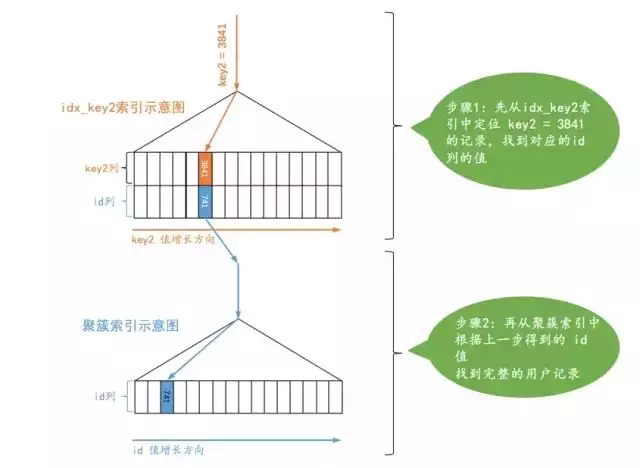 key2 = 3841
idx_key2索引示意图
key2列
3841
id列
741
key2 值增长方向
步骤1: 先从idx_key2索
引中定位 key2 = 3841
的记录, 找到对应的id
列的值
聚簇索引示意图
id列
741
id 值增长方向
步骤2: 再从聚簇索引中
根据上一步得到的 id
值
找到完整的用户记录